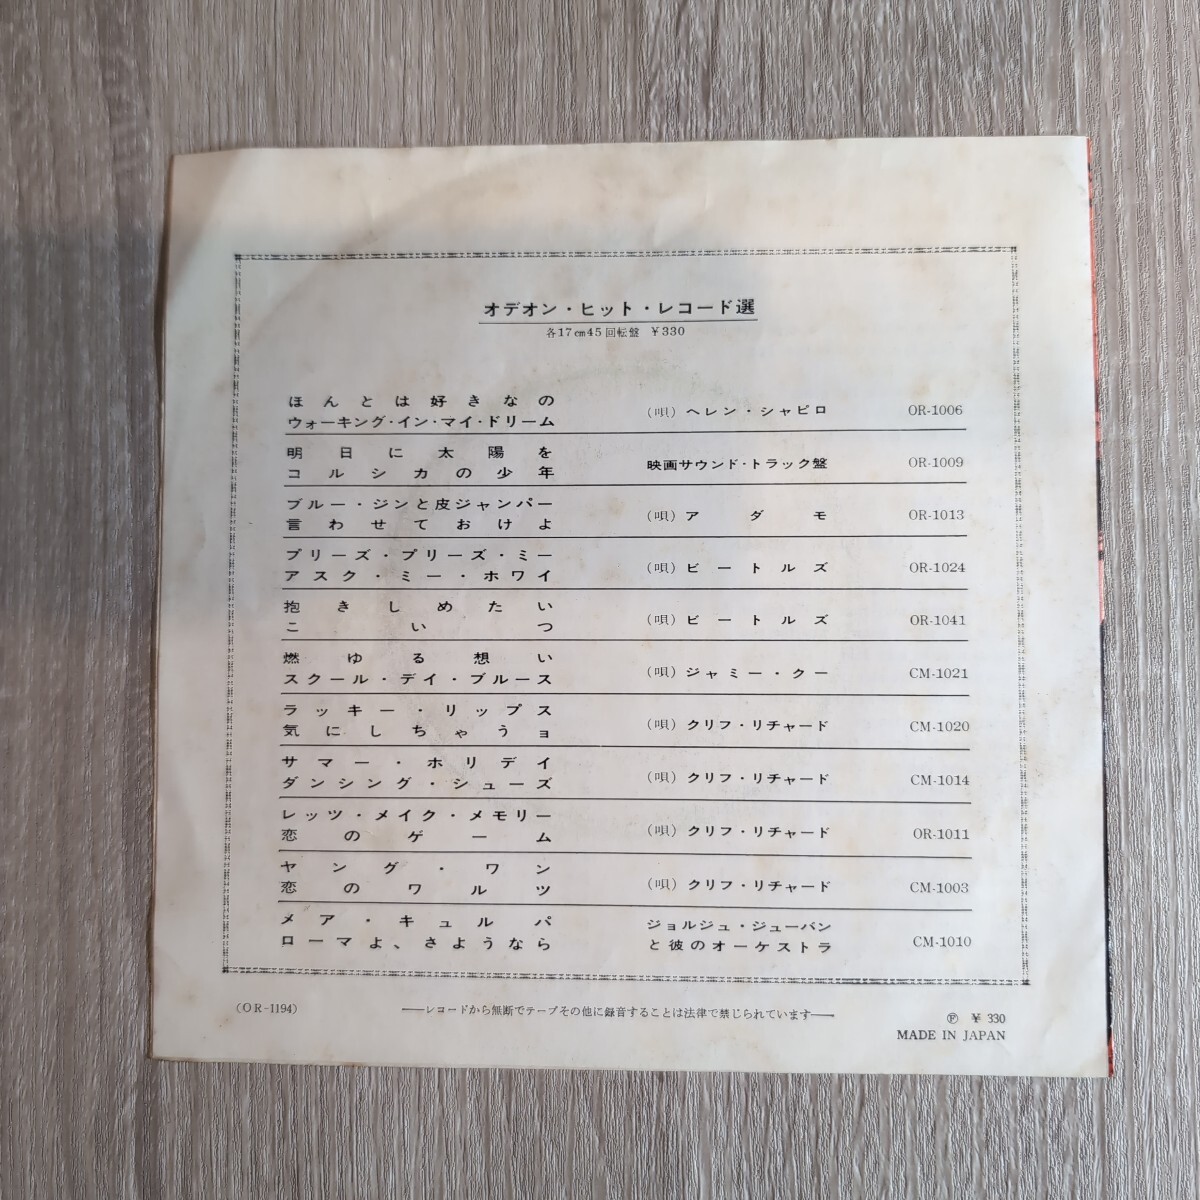 オデオン・ヒット・レコード選
各17㎝45回転盤 ¥330
ほんとは好きなの
ウォーキング・イン・マイ・ドリーム
(唄) ヘレン・シャピロ
OR-1006
明日に太陽を
コルシカの少年
映画サウンド・トラック盤
OR-1009
ブルー・ジンと皮ジャンパー
言わせておけよ
(唄) アダモ
OR-1013
プリーズ・プリーズ・ミー
アスク・ミー・ホワイ
(唄) ビートルズ
OR-1024
抱きしめたい
こいつ
(唄) ビートルズ
OR-1041
燃ゆる想い
スクール・デイ・ブルース
(唄) ジャミー・クー
CM-1021
ラッキー・リップス
気にしちゃうョ
(唄) クリフ・リチャード
CM-1020
サマー・ホリデイ
ダンシング・シューズ
(唄) クリフ・リチャード
CM-1014
レッツ・メイク・メモリー
恋のゲーム
(唄) クリフ・リチャード
OR-1011
ヤング・ワン
恋のワルツ
(唄) クリフ・リチャード
CM-1003
メア・キュルパ
ローマよ、さようなら
ジョルジュ・ジューバン
と彼のオーケストラ
CM-1010
(OR-1194)
──レコードから無断でテープその他に録音することは法律で禁じられています──
Ⓟ ¥ 330
MADE IN JAPAN